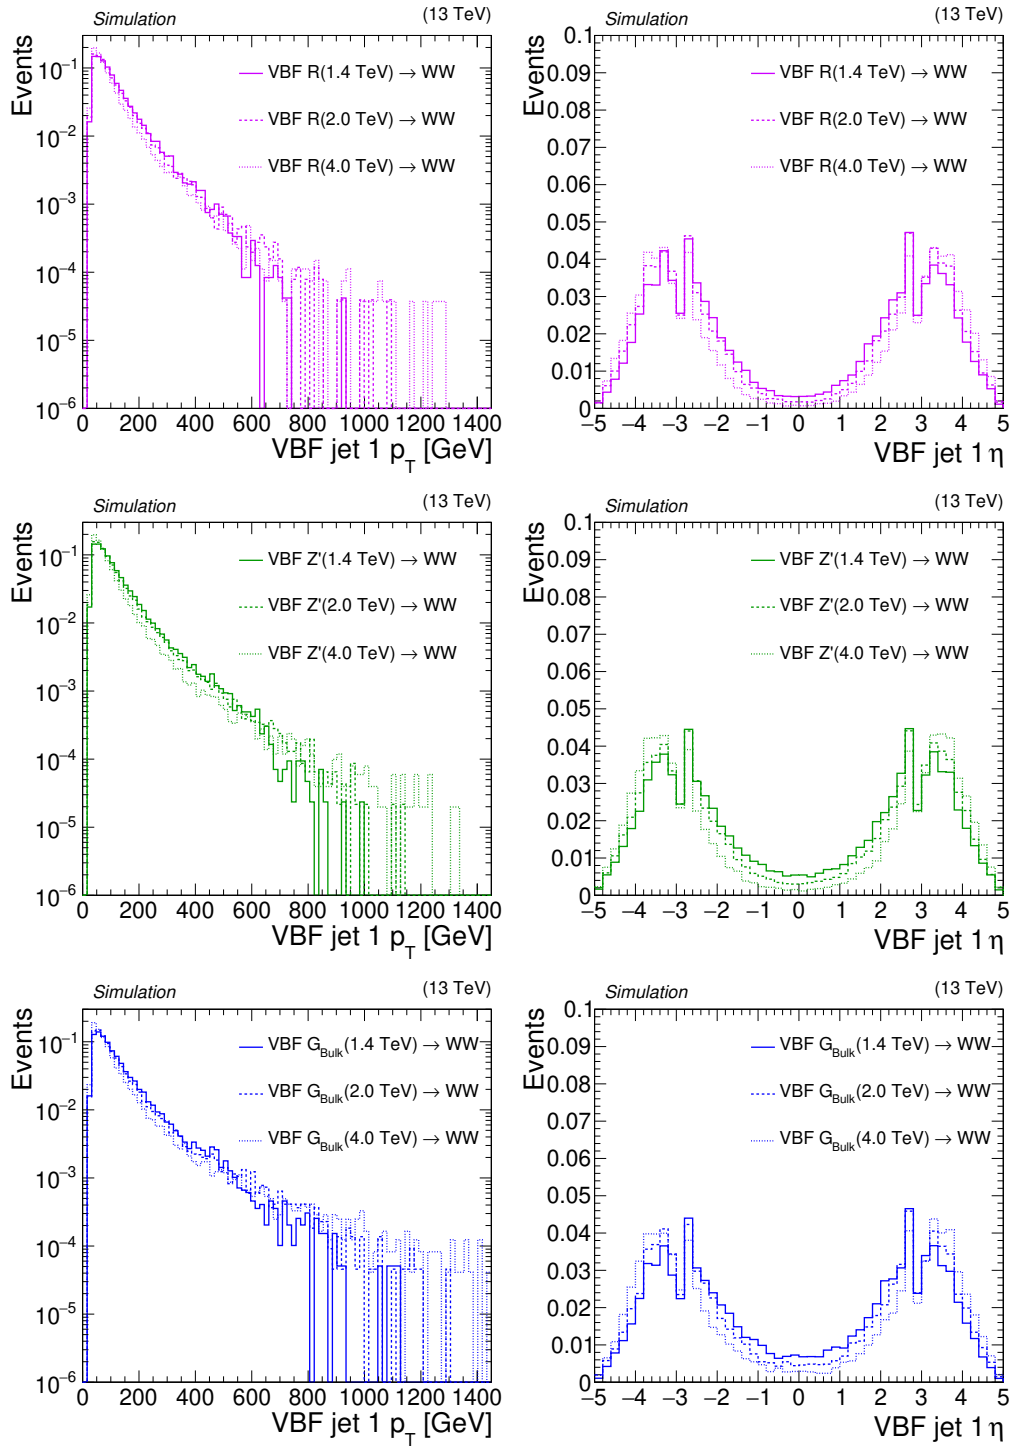 Simulation (13 TeV)
Events
VBF R(1.4 TeV) → WW
VBF R(2.0 TeV) → WW
VBF R(4.0 TeV) → WW
10⁻¹
10⁻²
10⁻³
10⁻⁴
10⁻⁵
10⁻⁶
0 200 400 600 800 1000 1200 1400
VBF jet 1 p_T [GeV]
Simulation (13 TeV)
Events
VBF R(1.4 TeV) → WW
VBF R(2.0 TeV) → WW
VBF R(4.0 TeV) → WW
0.1
0.09
0.08
0.07
0.06
0.05
0.04
0.03
0.02
0.01
0
−5 −4 −3 −2 −1 0 1 2 3 4 5
VBF jet 1 η
Simulation (13 TeV)
Events
VBF Z'(1.4 TeV) → WW
VBF Z'(2.0 TeV) → WW
VBF Z'(4.0 TeV) → WW
10⁻¹
10⁻²
10⁻³
10⁻⁴
10⁻⁵
10⁻⁶
0 200 400 600 800 1000 1200 1400
VBF jet 1 p_T [GeV]
Simulation (13 TeV)
Events
VBF Z'(1.4 TeV) → WW
VBF Z'(2.0 TeV) → WW
VBF Z'(4.0 TeV) → WW
0.1
0.09
0.08
0.07
0.06
0.05
0.04
0.03
0.02
0.01
0
−5 −4 −3 −2 −1 0 1 2 3 4 5
VBF jet 1 η
Simulation (13 TeV)
Events
VBF G_Bulk(1.4 TeV) → WW
VBF G_Bulk(2.0 TeV) → WW
VBF G_Bulk(4.0 TeV) → WW
10⁻¹
10⁻²
10⁻³
10⁻⁴
10⁻⁵
10⁻⁶
0 200 400 600 800 1000 1200 1400
VBF jet 1 p_T [GeV]
Simulation (13 TeV)
Events
VBF G_Bulk(1.4 TeV) → WW
VBF G_Bulk(2.0 TeV) → WW
VBF G_Bulk(4.0 TeV) → WW
0.1
0.09
0.08
0.07
0.06
0.05
0.04
0.03
0.02
0.01
0
−5 −4 −3 −2 −1 0 1 2 3 4 5
VBF jet 1 η